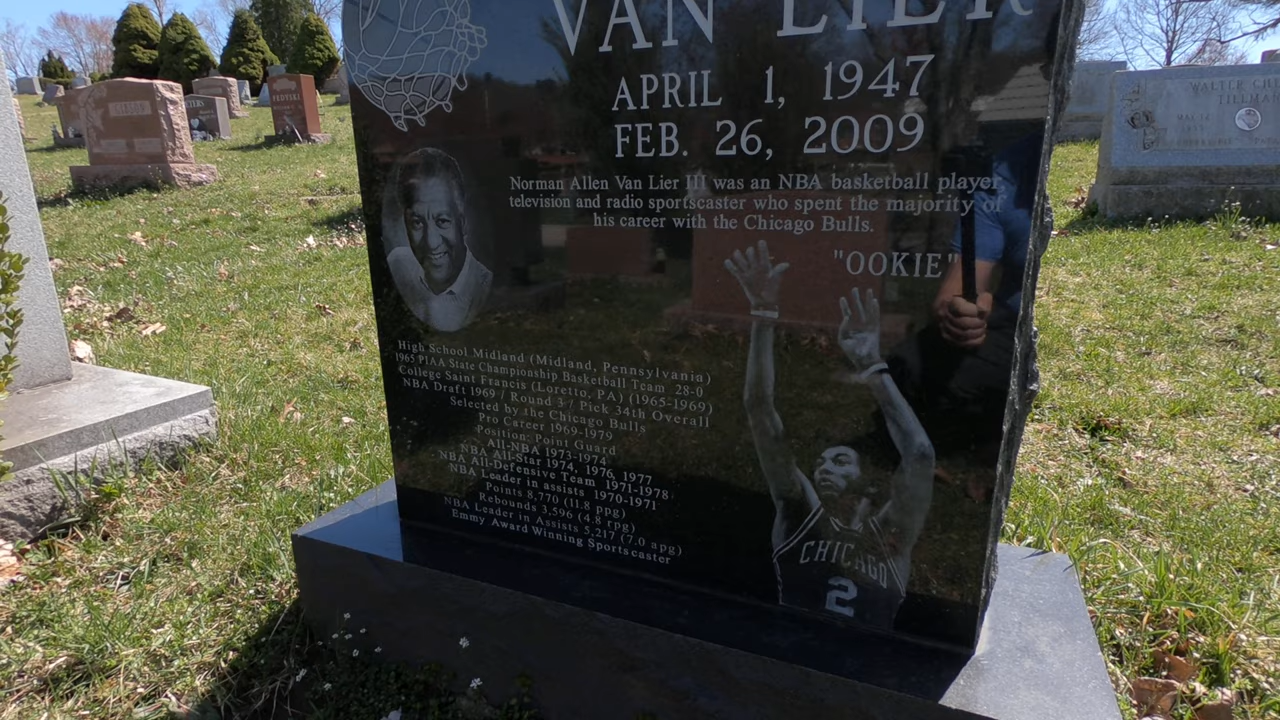 VAN LIER
APRIL 1, 1947
FEB. 26, 2009
Norman Allen Van Lier III was an NBA basketball player,
television and radio sportscaster who spent the majority of
his career with the Chicago Bulls.
"OOKIE"
High School Midland (Midland, Pennsylvania)
1965 PIAA State Championship Basketball Team 28-0
College Saint Francis (Loretto, PA) (1965-1969)
NBA Draft 1969 / Round 3 / Pick 34th Overall
Selected by the Chicago Bulls
Pro Career 1969-1979
Position: Point Guard
All-NBA 1973-1974
NBA All-Star 1974, 1976, 1977
NBA All-Defensive Team 1971-1978
NBA Leader in assists 1970-1971
Points 8,770 (11.8 ppg)
Rebounds 3,596 (4.8 rpg)
NBA Leader in Assists 5,217 (7.0 apg)
Emmy Award Winning Sportscaster
CHICAGO
2
FEDYSKI
WALTER
TILLMAN